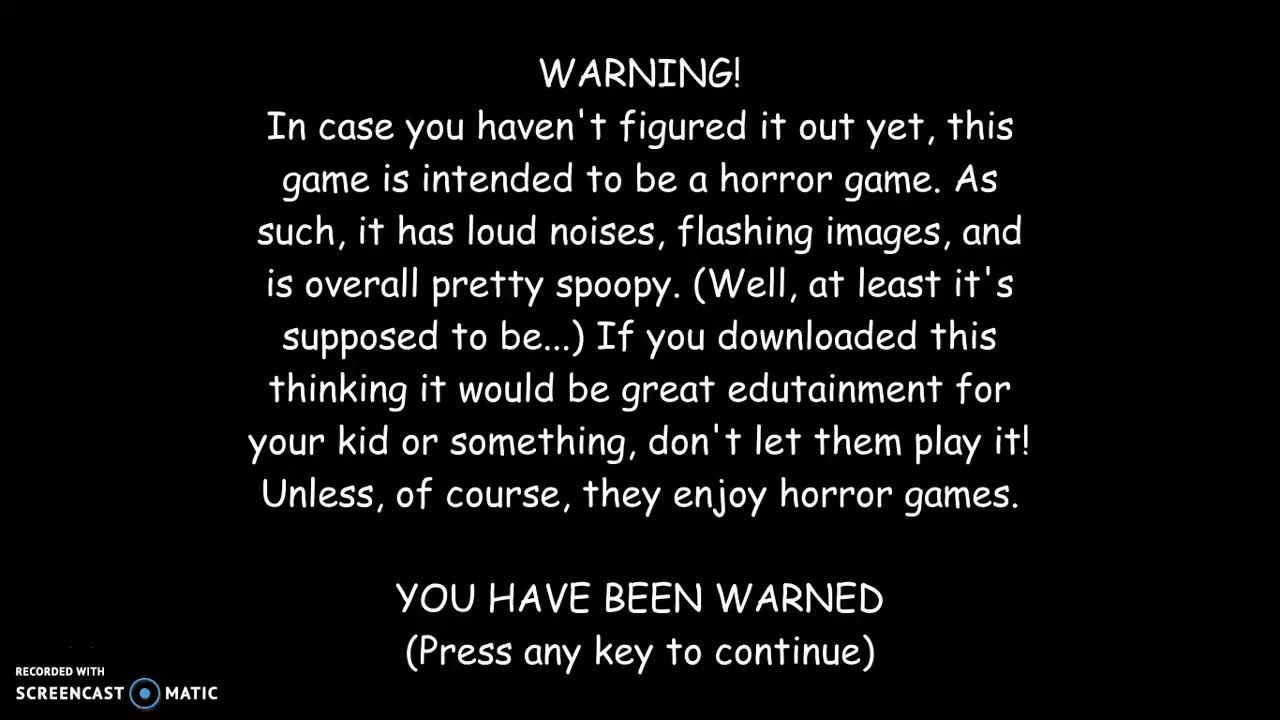 WARNING!
In case you haven't figured it out yet, this
game is intended to be a horror game. As
such, it has loud noises, flashing images, and
is overall pretty spoopy. (Well, at least it's
supposed to be...) If you downloaded this
thinking it would be great edutainment for
your kid or something, don't let them play it!
Unless, of course, they enjoy horror games.
YOU HAVE BEEN WARNED
(Press any key to continue)
RECORDED WITH
SCREENCAST MATIC